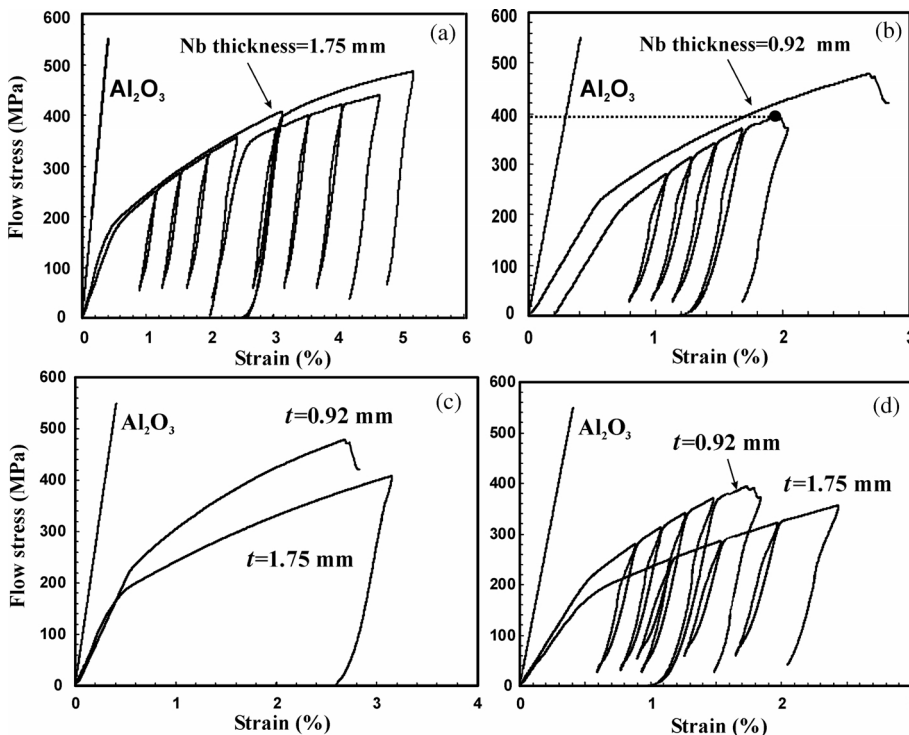 (a)
600
500
400
300
200
100
0
Flow stress (MPa)
Nb thickness=1.75 mm
Al₂O₃
0 1 2 3 4 5 6
Strain (%)
(b)
600
500
400
300
200
100
0
Nb thickness=0.92 mm
Al₂O₃
0 1 2 3
Strain (%)
(c)
600
500
400
300
200
100
0
Flow stress (MPa)
Al₂O₃
t=0.92 mm
t=1.75 mm
0 1 2 3 4
Strain (%)
(d)
600
500
400
300
200
100
0
Al₂O₃
t=0.92 mm
t=1.75 mm
0 1 2
Strain (%)